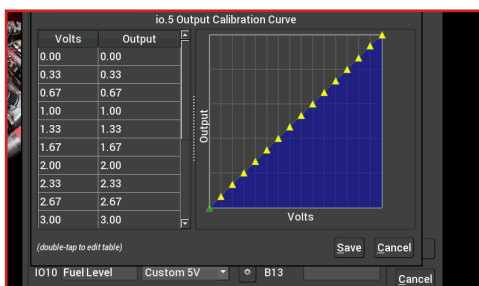 io.5 Output Calibration Curve
Volts Output
0.00 0.00
0.33 0.33
0.67 0.67
1.00 1.00
1.33 1.33
1.67 1.67
2.00 2.00
2.33 2.33
2.67 2.67
3.00 3.00
Output
Volts
(double-tap to edit table)
Save Cancel
IO10 Fuel Level Custom 5V B13
Cancel